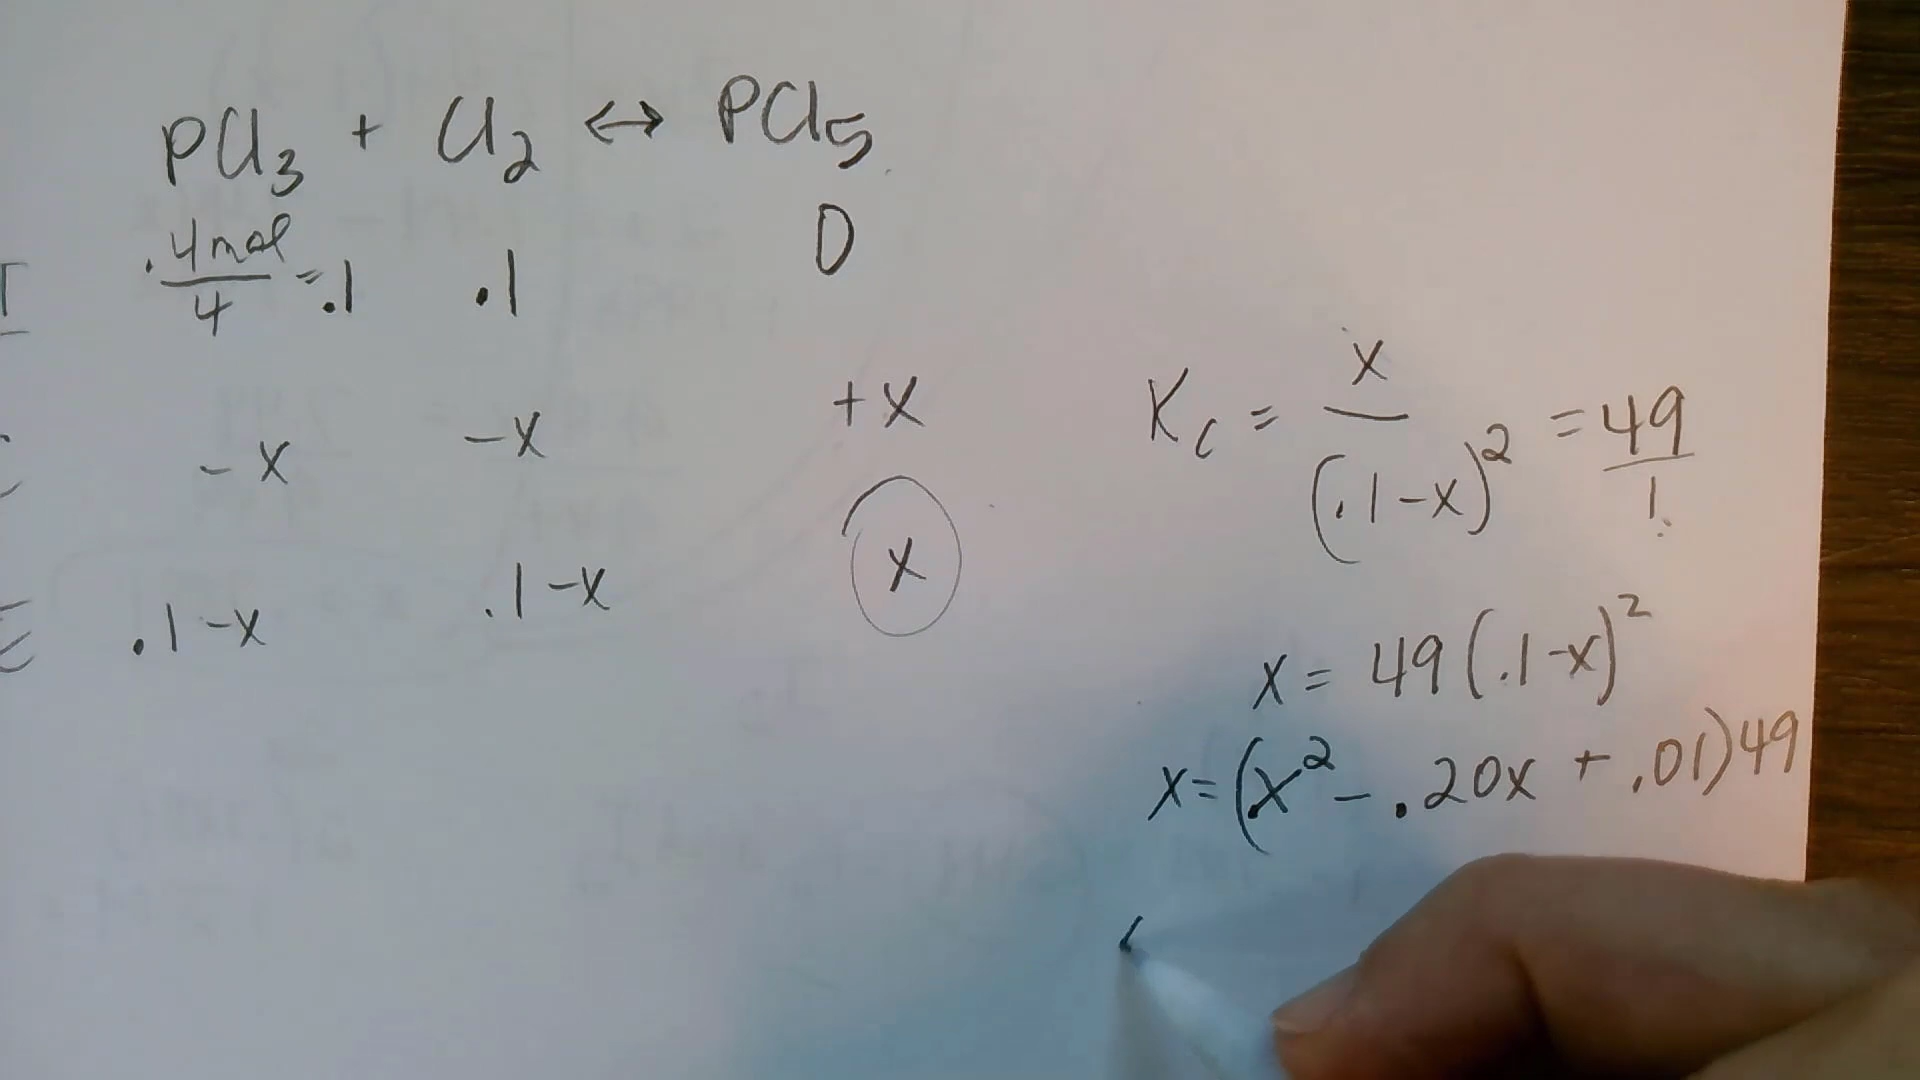 PCl3 + Cl2 ↔ PCl5
.4mol
4
=.1 .1 0
-x -x +x
.1-x .1-x x
Kc = x/(.1-x)² = 49/1
x = 49(.1-x)²
x=(x² - .20x + .01)49